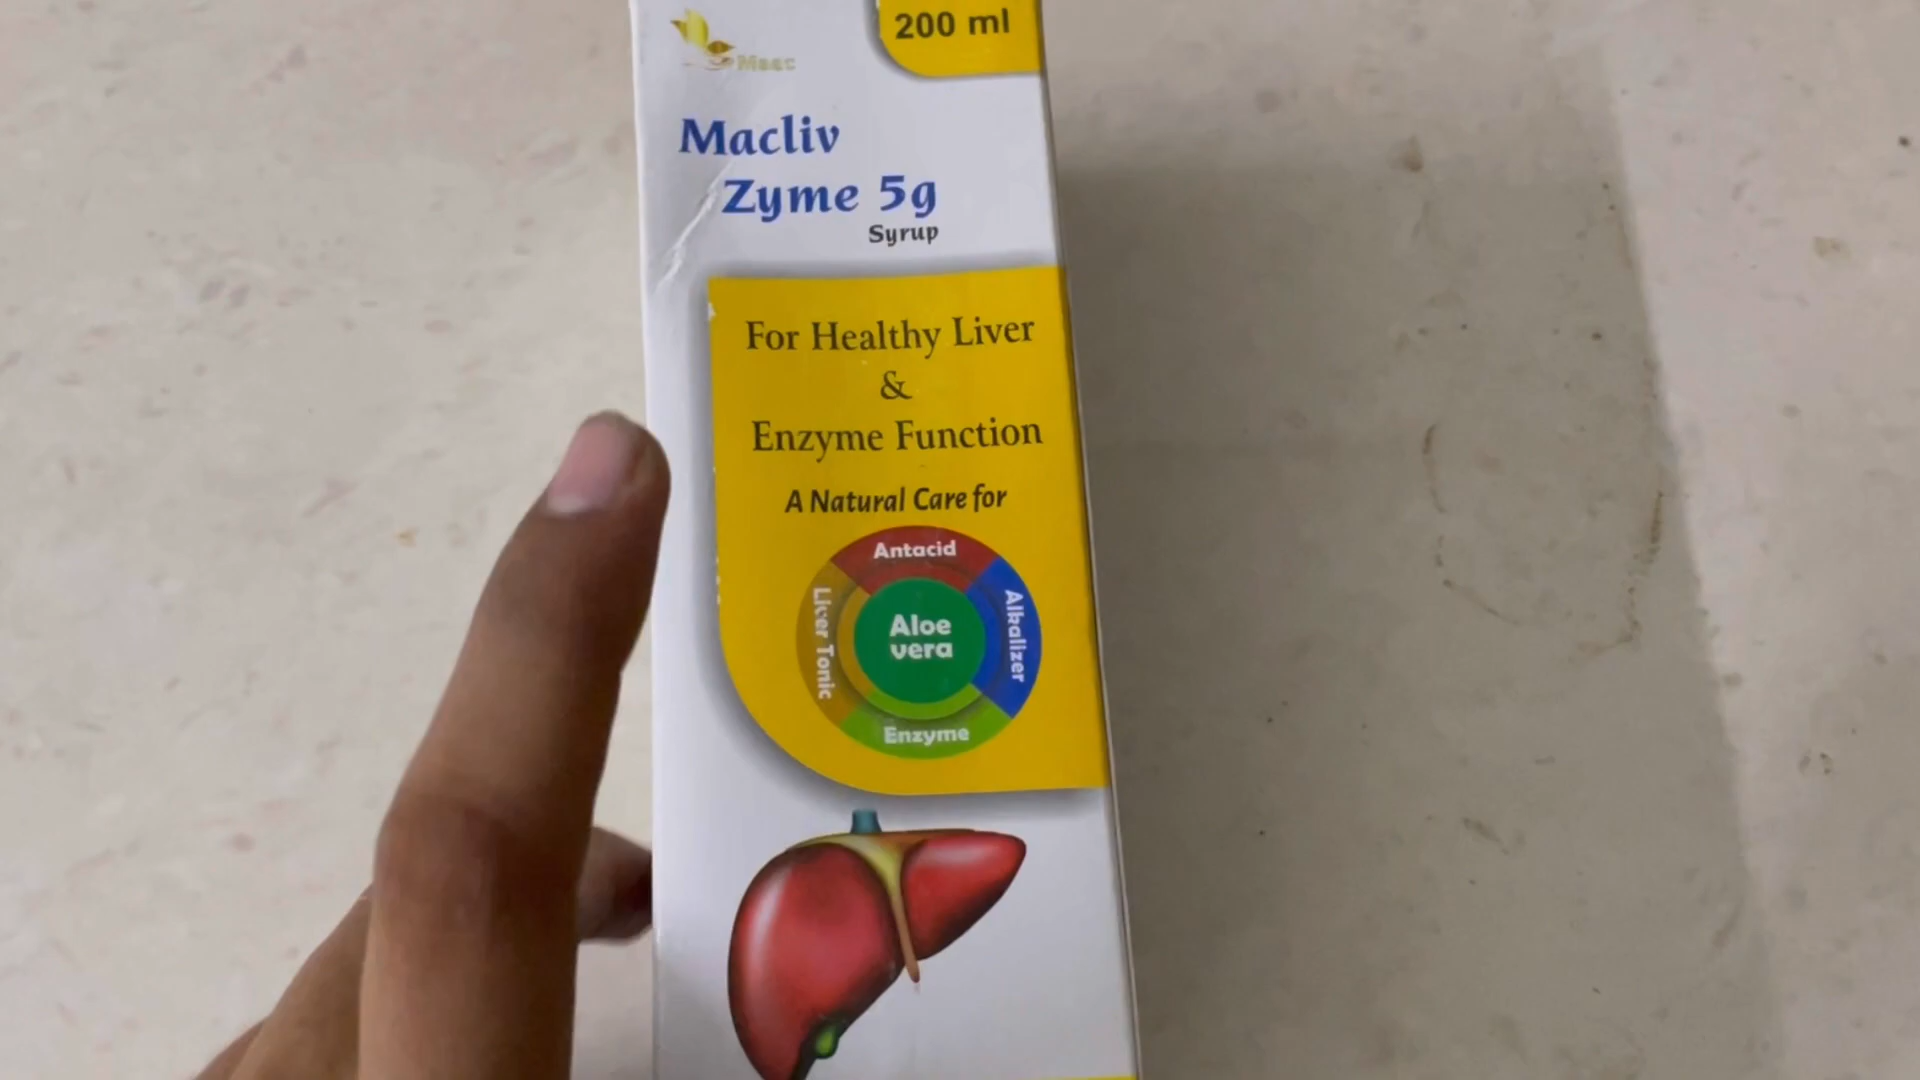 200 ml
Maac
Macliv
Zyme 5g
Syrup
For Healthy Liver
&
Enzyme Function
A Natural Care for
Antacid
Liver Tonic
Aloe
vera
Alkalizer
Enzyme